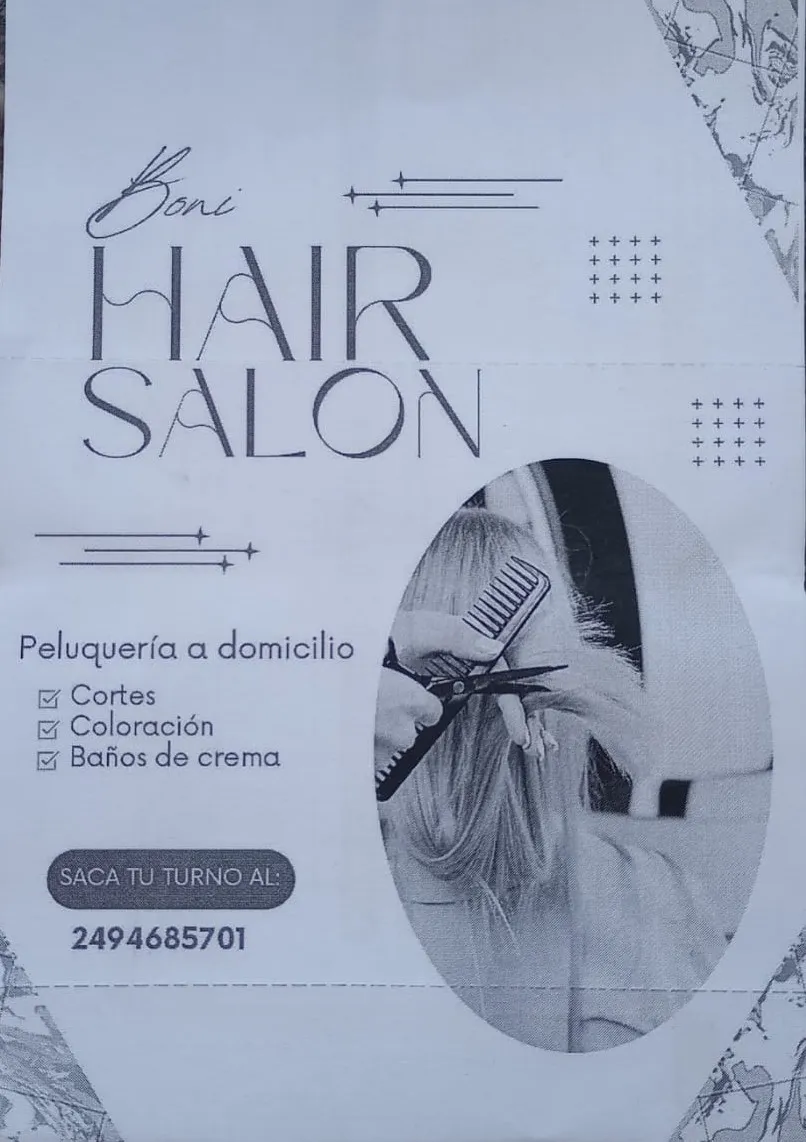 Boni
HAIR
SALON
Peluquería a domicilio
Cortes
Coloración
Baños de crema
SACA TU TURNO AL:
2494685701